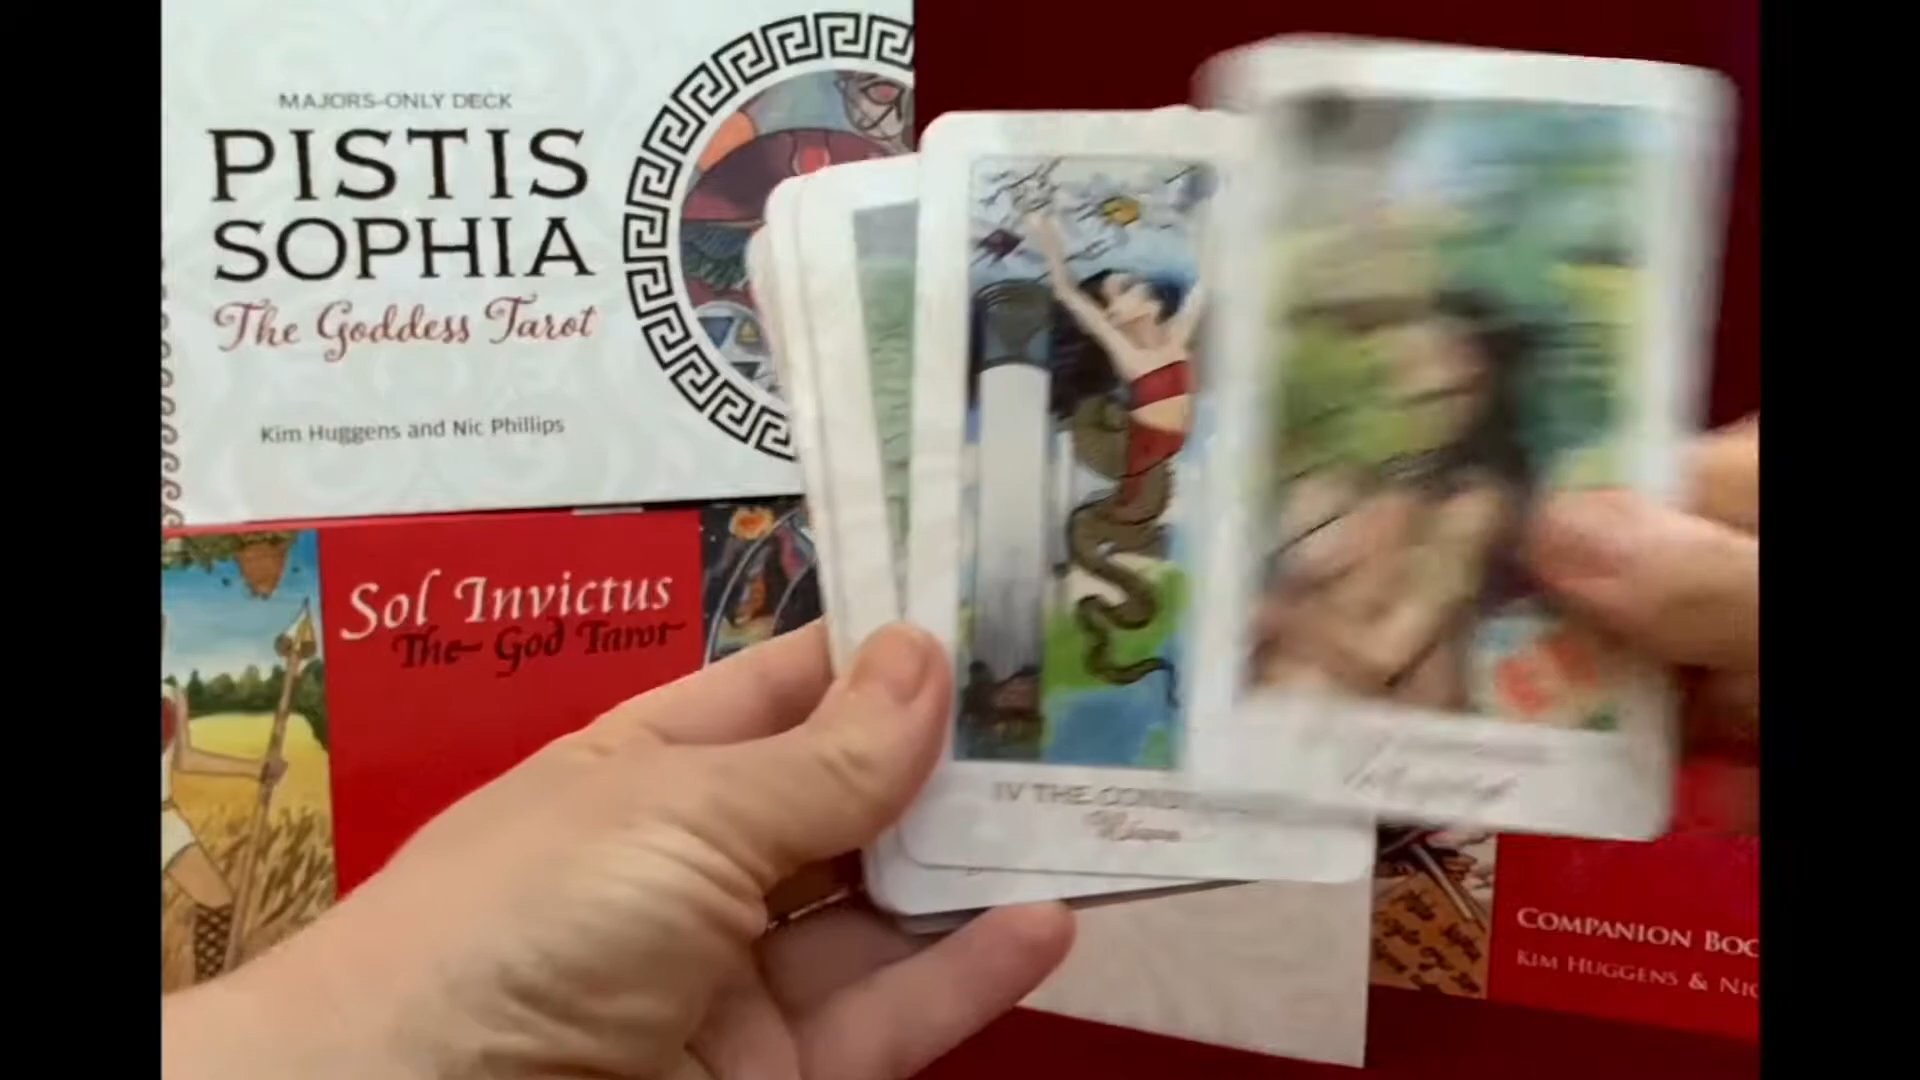 MAJORS-ONLY DECK
PISTIS
SOPHIA
The Goddess Tarot
Kim Huggens and Nic Phillips
Sol Invictus
The God Tarot
IV THE
COMPANION BOO
KIM HUGGENS & NIC